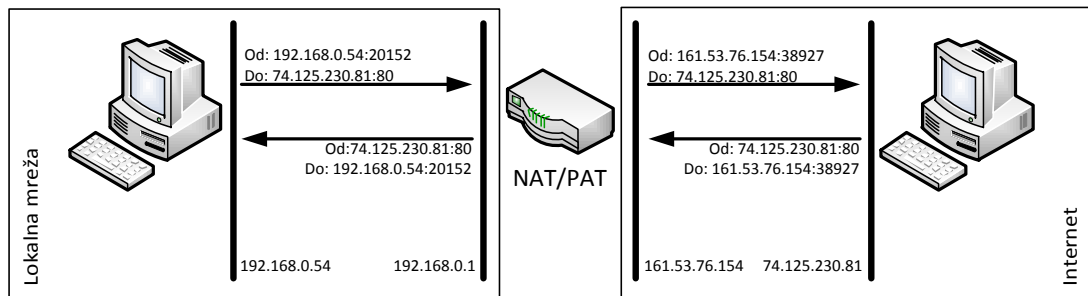 Lokalna mreža
Od: 192.168.0.54:20152
Do: 74.125.230.81:80
Od:74.125.230.81:80
Do: 192.168.0.54:20152
192.168.0.54
192.168.0.1
NAT/PAT
Od: 161.53.76.154:38927
Do: 74.125.230.81:80
Od: 74.125.230.81:80
Do: 161.53.76.154:38927
161.53.76.154
74.125.230.81
Internet